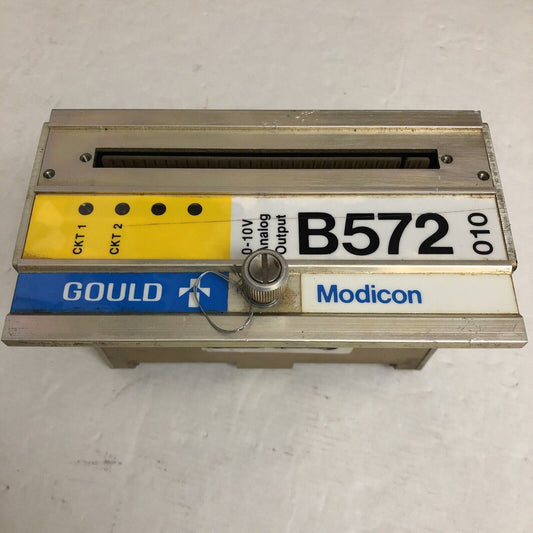 CKT 1
CKT 2
0-10V
Analog
Output
B572
010
GOULD
Modicon